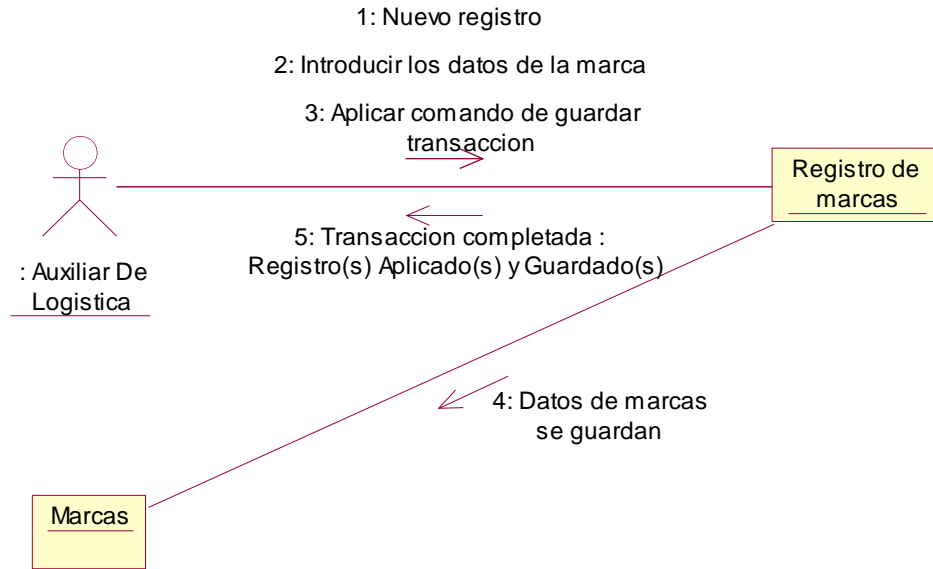 1: Nuevo registro
2: Introducir los datos de la marca
3: Aplicar comando de guardar
transaccion
Registro de
marcas
5: Transaccion completada :
Registro(s) Aplicado(s) y Guardado(s)
: Auxiliar De
Logistica
4: Datos de marcas
se guardan
Marcas